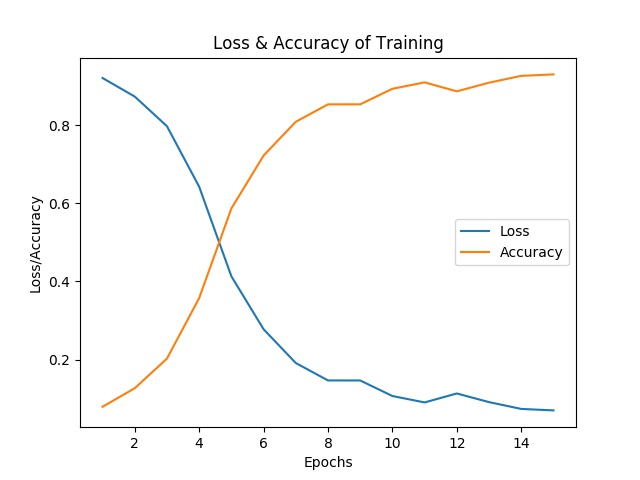 Loss & Accuracy of Training
Loss/Accuracy
0.8
0.6
0.4
0.2
Loss
Accuracy
2 4 6 8 10 12 14
Epochs